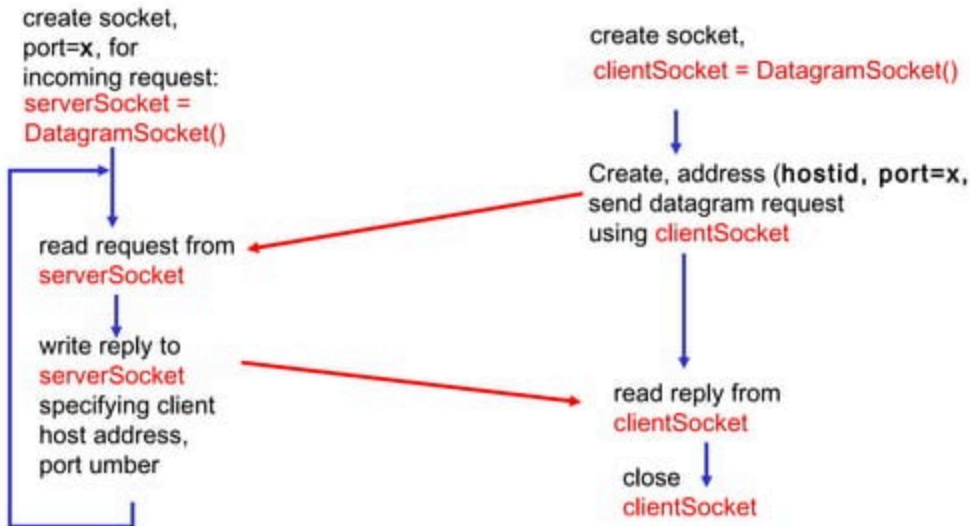 create socket,
port=x, for
incoming request:
serverSocket =
DatagramSocket()
read request from
serverSocket
write reply to
serverSocket
specifying client
host address,
port umber
create socket,
clientSocket = DatagramSocket()
Create, address (hostid, port=x,
send datagram request
using clientSocket
read reply from
clientSocket
close
clientSocket